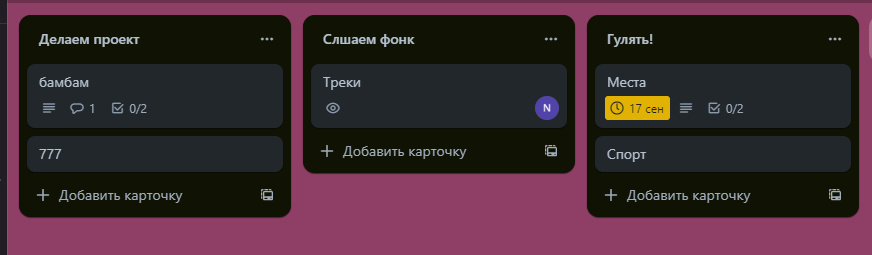 Делаем проект
бамбам
1
0/2
777
Добавить карточку
Слшаем фонк
Треки
N
Добавить карточку
Гулять!
Места
17 сен
0/2
Спорт
Добавить карточку